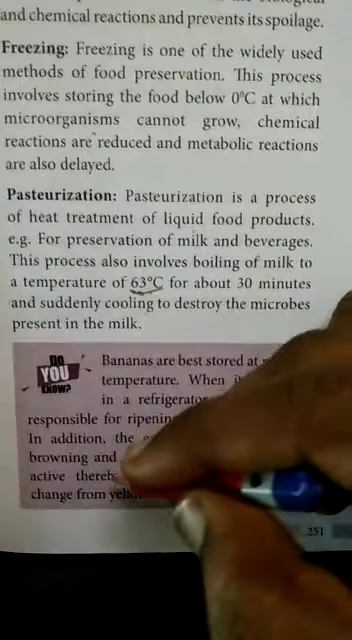 and chemical reactions and prevents its spoilage.
Freezing: Freezing is one of the widely used
methods of food preservation. This process
involves storing the food below 0°C at which
microorganisms cannot grow, chemical
reactions are reduced and metabolic reactions
are also delayed.
Pasteurization: Pasteurization is a process
of heat treatment of liquid food products.
e.g. For preservation of milk and beverages.
This process also involves boiling of milk to
a temperature of 63°C for about 30 minutes
and suddenly cooling to destroy the microbes
present in the milk.
DO YOU KNOW?
Bananas are best stored at
temperature. When
in a refrigerator
responsible for ripening
In addition, the
browning and
active thereby
change from
251